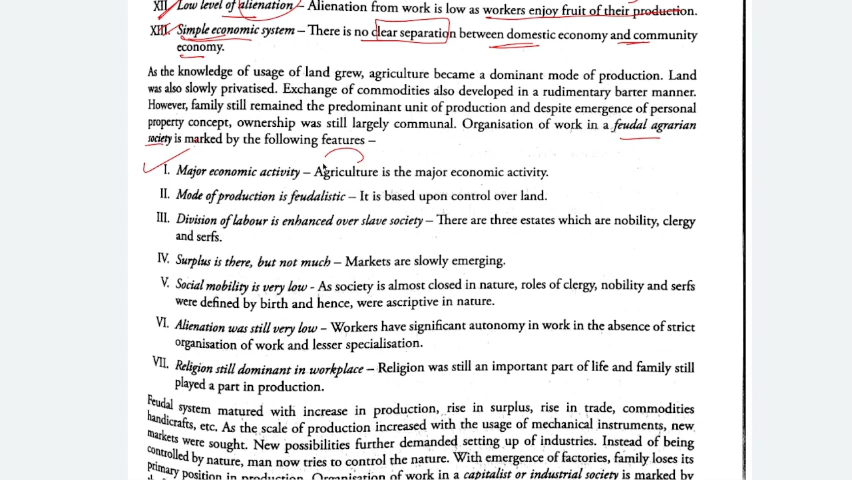 XII. Low level of alienation – Alienation from work is low as workers enjoy fruit of their production.
XIII. Simple economic system – There is no clear separation between domestic economy and community
economy.
As the knowledge of usage of land grew, agriculture became a dominant mode of production. Land
was also slowly privatised. Exchange of commodities also developed in a rudimentary barter manner.
However, family still remained the predominant unit of production and despite emergence of personal
property concept, ownership was still largely communal. Organisation of work in a feudal agrarian
society is marked by the following features –
I. Major economic activity – Agriculture is the major economic activity.
II. Mode of production is feudalistic – It is based upon control over land.
III. Division of labour is enhanced over slave society – There are three estates which are nobility, clergy
and serfs.
IV. Surplus is there, but not much – Markets are slowly emerging.
V. Social mobility is very low - As society is almost closed in nature, roles of clergy, nobility and serfs
were defined by birth and hence, were ascriptive in nature.
VI. Alienation was still very low – Workers have significant autonomy in work in the absence of strict
organisation of work and lesser specialisation.
VII. Religion still dominant in workplace – Religion was still an important part of life and family still
played a part in production.
Feudal system matured with increase in production, rise in surplus, rise in trade, commodities
handicrafts, etc. As the scale of production increased with the usage of mechanical instruments, new
markets were sought. New possibilities further demanded setting up of industries. Instead of being
controlled by nature, man now tries to control the nature. With emergence of factories, family loses its
primary position in production. Organisation of work in a capitalist or industrial society is marked by